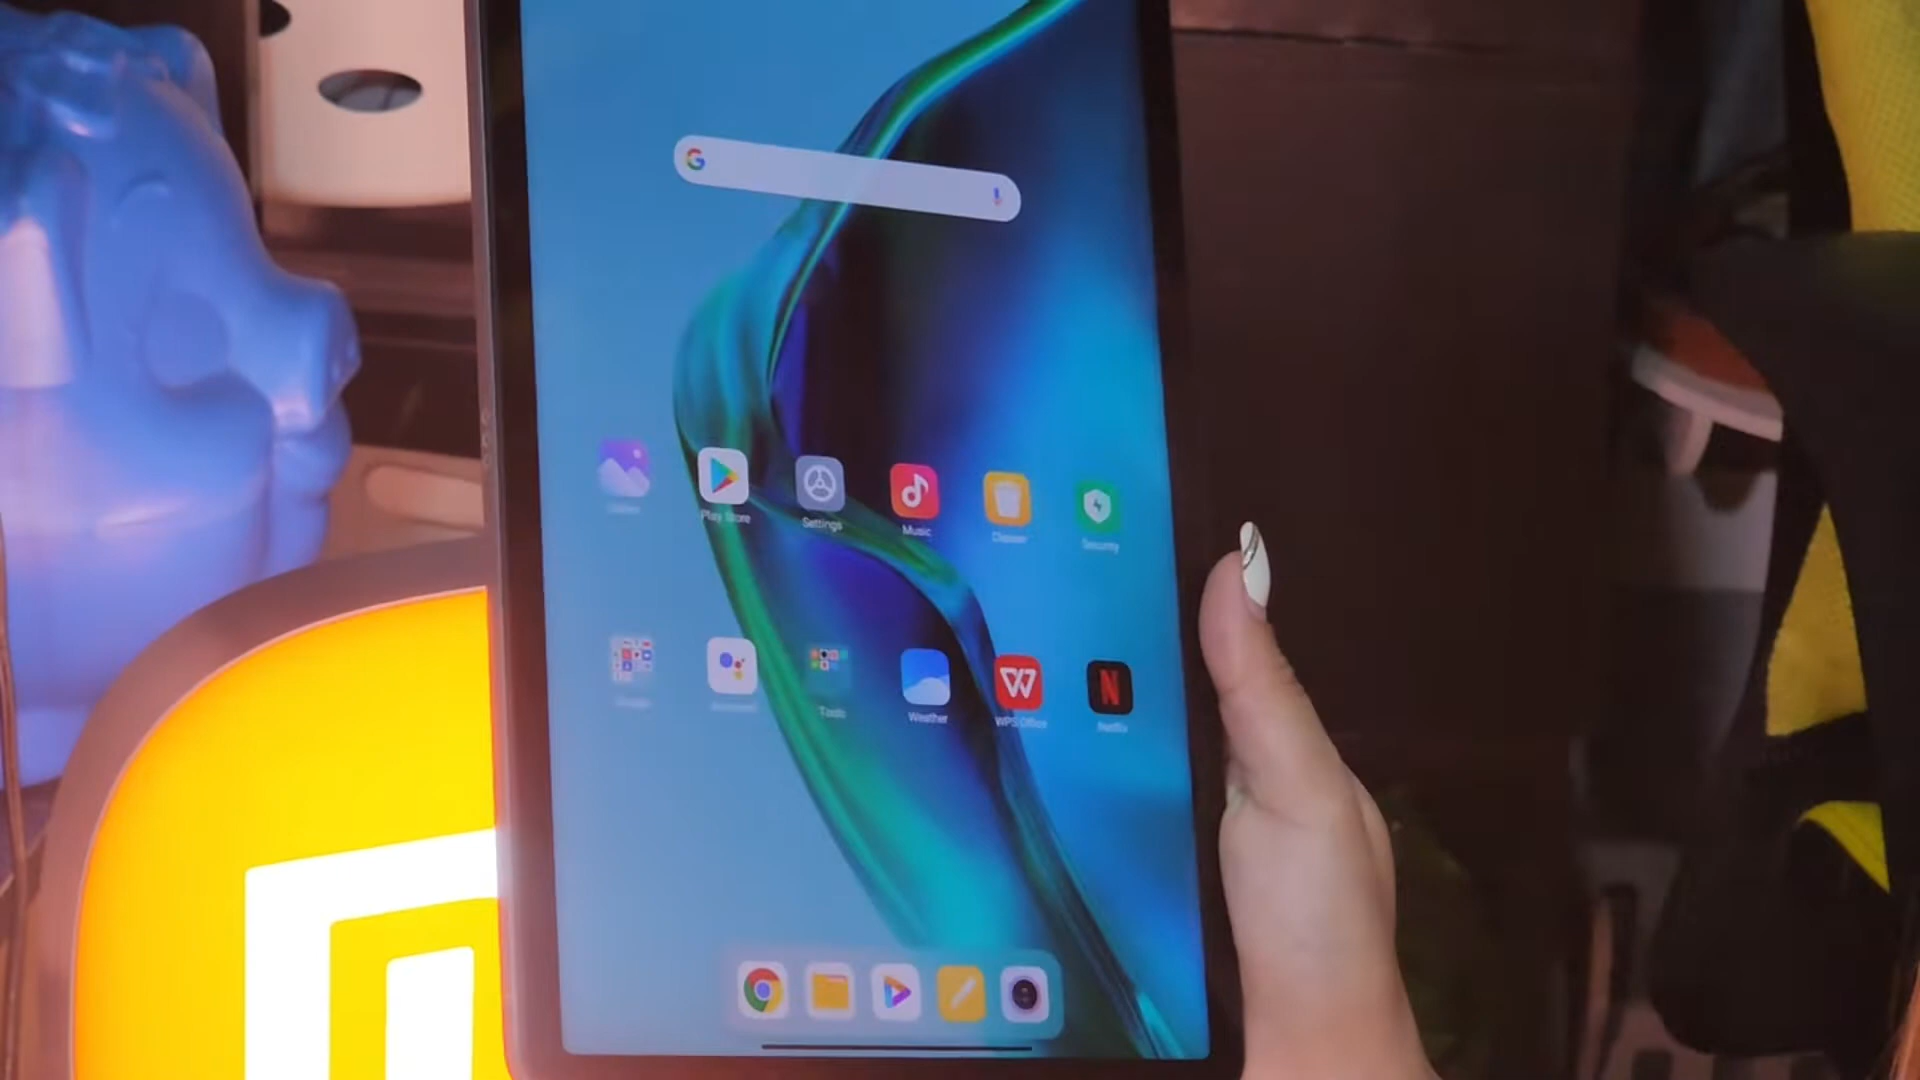 Play Store
Settings
Music
Cleaner
Security
Tools
Weather
WPS Office
Netflix